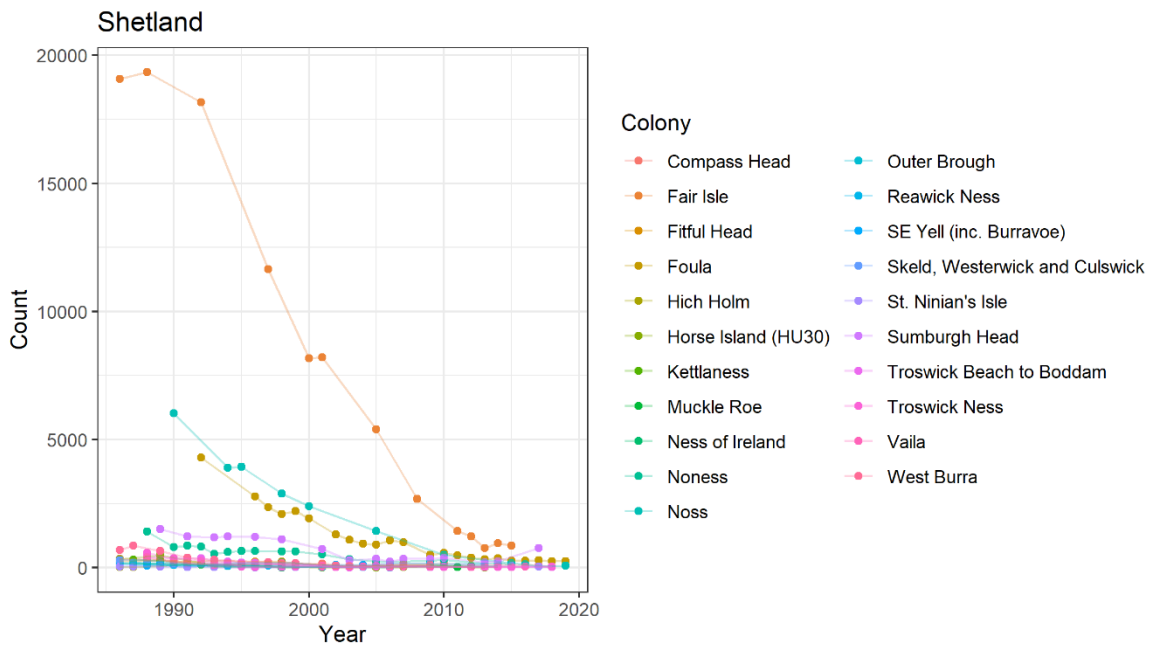 Shetland
20000
15000
10000
5000
0
Count
1990
2000
2010
2020
Year
Colony
Compass Head
Fair Isle
Fitful Head
Foula
Hich Holm
Horse Island (HU30)
Kettlaness
Muckle Roe
Ness of Ireland
Noness
Noss
Outer Brough
Reawick Ness
SE Yell (inc. Burravoe)
Skeld, Westerwick and Culswick
St. Ninian's Isle
Sumburgh Head
Troswick Beach to Boddam
Troswick Ness
Vaila
West Burra